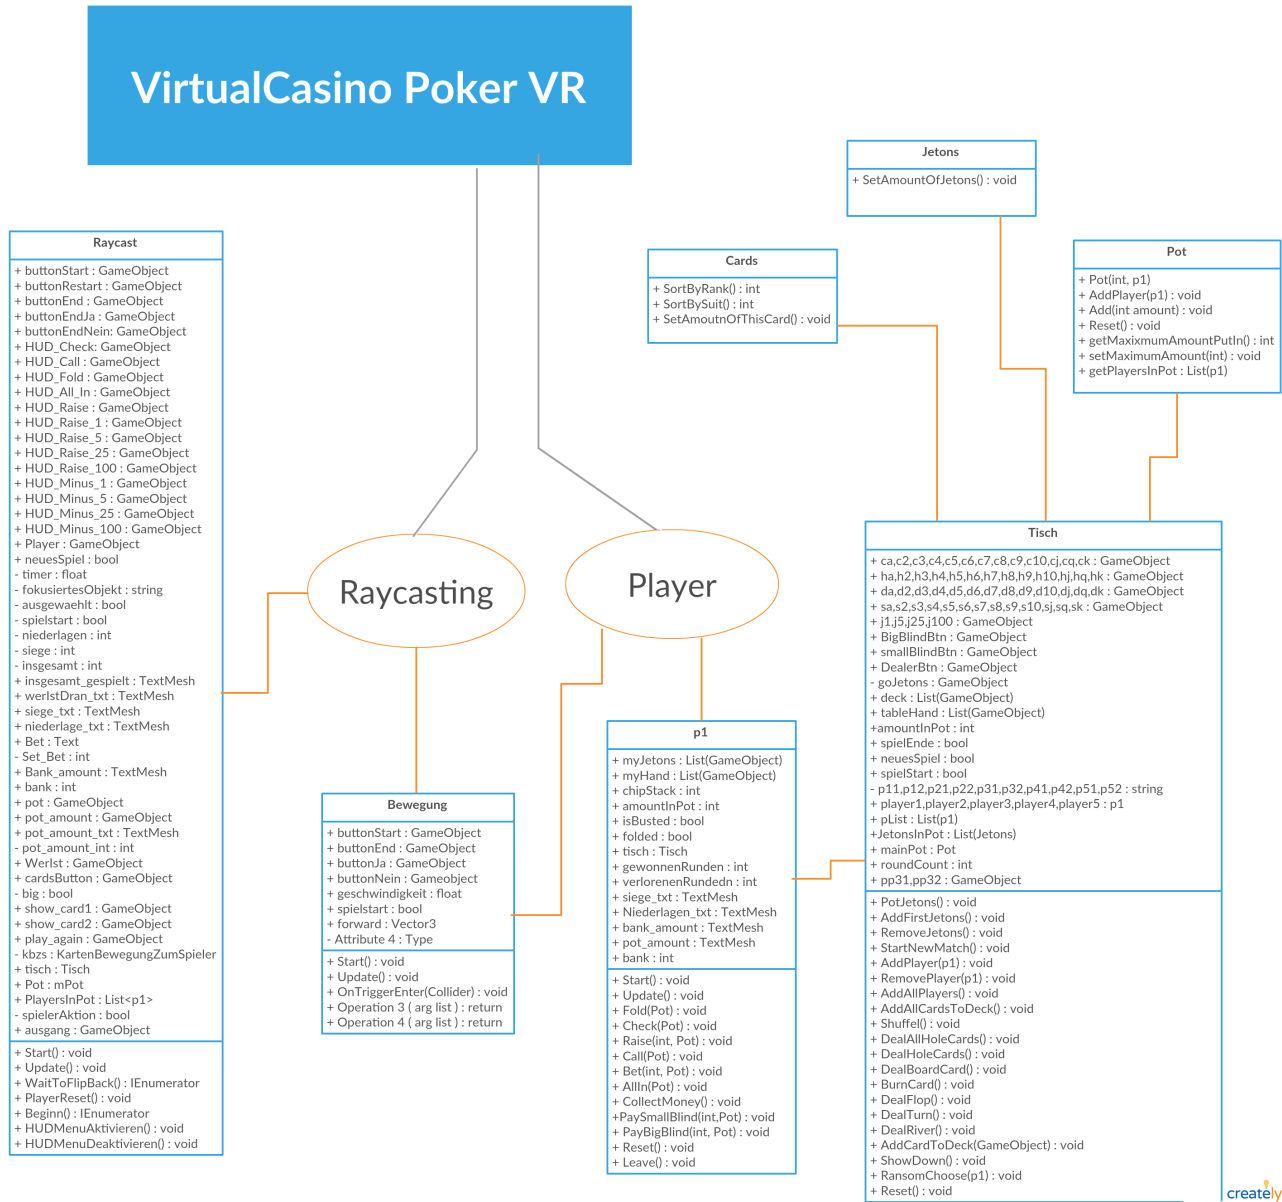 VirtualCasino Poker VR
Jetons
+ SetAmountOfJetons() : void
Raycast
+ buttonStart : GameObject
+ buttonRestart : GameObject
+ buttonEnd : GameObject
+ buttonEndJa : GameObject
+ buttonEndNein: GameObject
+ HUD_Check: GameObject
+ HUD_Call : GameObject
+ HUD_Fold : GameObject
+ HUD_All_In : GameObject
+ HUD_Raise : GameObject
+ HUD_Raise_1 : GameObject
+ HUD_Raise_5 : GameObject
+ HUD_Raise_25 : GameObject
+ HUD_Raise_100 : GameObject
+ HUD_Minus_1 : GameObject
+ HUD_Minus_5 : GameObject
+ HUD_Minus_25 : GameObject
+ HUD_Minus_100 : GameObject
+ Player : GameObject
+ neuesSpiel : bool
- timer : float
- fokusiertesObjekt : string
- ausgewaehlt : bool
- spielstart : bool
- niederlagen : int
- siege : int
- insgesamt : int
+ insgesamt_gespielt : TextMesh
+ werIstDran_txt : TextMesh
+ siege_txt : TextMesh
+ niederlage_txt : TextMesh
+ Bet : Text
- Set_Bet : int
+ Bank_amount : TextMesh
+ bank : int
+ pot : GameObject
+ pot_amount : GameObject
+ pot_amount_txt : TextMesh
- pot_amount_int : int
+ WerIst : GameObject
+ cardsButton : GameObject
- big : bool
+ show_card1 : GameObject
+ show_card2 : GameObject
+ play_again : GameObject
- kbzs : KartenBewegungZumSpieler
+ tisch : Tisch
+ Pot : mPot
+ PlayersInPot : List<p1>
- spielerAktion : bool
+ ausgang : GameObject
+ Start() : void
+ Update() : void
+ WaitToFlipBack() : IEnumerator
+ PlayerReset() : void
+ Beginn() : IEnumerator
+ HUDMenuAktivieren() : void
+ HUDMenuDeaktivieren() : void
Cards
+ SortByRank() : int
+ SortBySuit() : int
+ SetAmoutnOfThisCard() : void
Pot
+ Pot(int, p1)
+ AddPlayer(p1) : void
+ Add(int amount) : void
+ Reset() : void
+ getMaxixmumAmountPutIn() : int
+ setMaximumAmount(int) : void
+ getPlayersInPot : List(p1)
Raycasting
Player
Bewegung
+ buttonStart : GameObject
+ buttonEnd : GameObject
+ buttonJa : GameObject
+ buttonNein : Gameobject
+ geschwindigkeit : float
+ spielstart : bool
+ forward : Vector3
- Attribute 4 : Type
+ Start() : void
+ Update() : void
+ OnTriggerEnter(Collider) : void
+ Operation 3 ( arg list ) : return
+ Operation 4 ( arg list ) : return
p1
+ myJetons : List(GameObject)
+ myHand : List(GameObject)
+ chipStack : int
+ amountInPot : int
+ isBusted : bool
+ folded : bool
+ tisch : Tisch
+ gewonnenRunden : int
+ verlorenenRundedn : int
+ siege_txt : TextMesh
+ Niederlagen_txt : TextMesh
+ bank_amount : TextMesh
+ pot_amount : TextMesh
+ bank : int
+ Start() : void
+ Update() : void
+ Fold(Pot) : void
+ Check(Pot) : void
+ Raise(int, Pot) : void
+ Call(Pot) : void
+ Bet(int, Pot) : void
+ AllIn(Pot) : void
+ CollectMoney() : void
+PaySmallBlind(int,Pot) : void
+ PayBigBlind(int, Pot) : void
+ Reset() : void
+ Leave() : void
Tisch
+ ca,c2,c3,c4,c5,c6,c7,c8,c9,c10,cj,cq,ck : GameObject
+ ha,h2,h3,h4,h5,h6,h7,h8,h9,h10,hj,hq,hk : GameObject
+ da,d2,d3,d4,d5,d6,d7,d8,d9,d10,dj,dq,dk : GameObject
+ sa,s2,s3,s4,s5,s6,s7,s8,s9,s10,sj,sq,sk : GameObject
+ j1,j5,j25,j100 : GameObject
+ BigBlindBtn : GameObject
+ smallBlindBtn : GameObject
+ DealerBtn : GameObject
- goJetons : GameObject
+ deck : List(GameObject)
+ tableHand : List(GameObject)
+amountInPot : int
+ spielEnde : bool
+ neuesSpiel : bool
+ spielStart : bool
- p11,p12,p21,p22,p31,p32,p41,p42,p51,p52 : string
+ player1,player2,player3,player4,player5 : p1
+ pList : List(p1)
+JetonsInPot : List(Jetons)
+ mainPot : Pot
+ roundCount : int
+ pp31,pp32 : GameObject
+ PotJetons() : void
+ AddFirstJetons() : void
+ RemoveJetons() : void
+ StartNewMatch() : void
+ AddPlayer(p1) : void
+ RemovePlayer(p1) : void
+ AddAllPlayers() : void
+ AddAllCardsToDeck() : void
+ Shuffel() : void
+ DealAllHoleCards() : void
+ DealHoleCards() : void
+ DealBoardCard() : void
+ BurnCard() : void
+ DealFlop() : void
+ DealTurn() : void
+ DealRiver() : void
+ AddCardToDeck(GameObject) : void
+ ShowDown() : void
+ RansomChoose(p1) : void
+ Reset() : void
creately